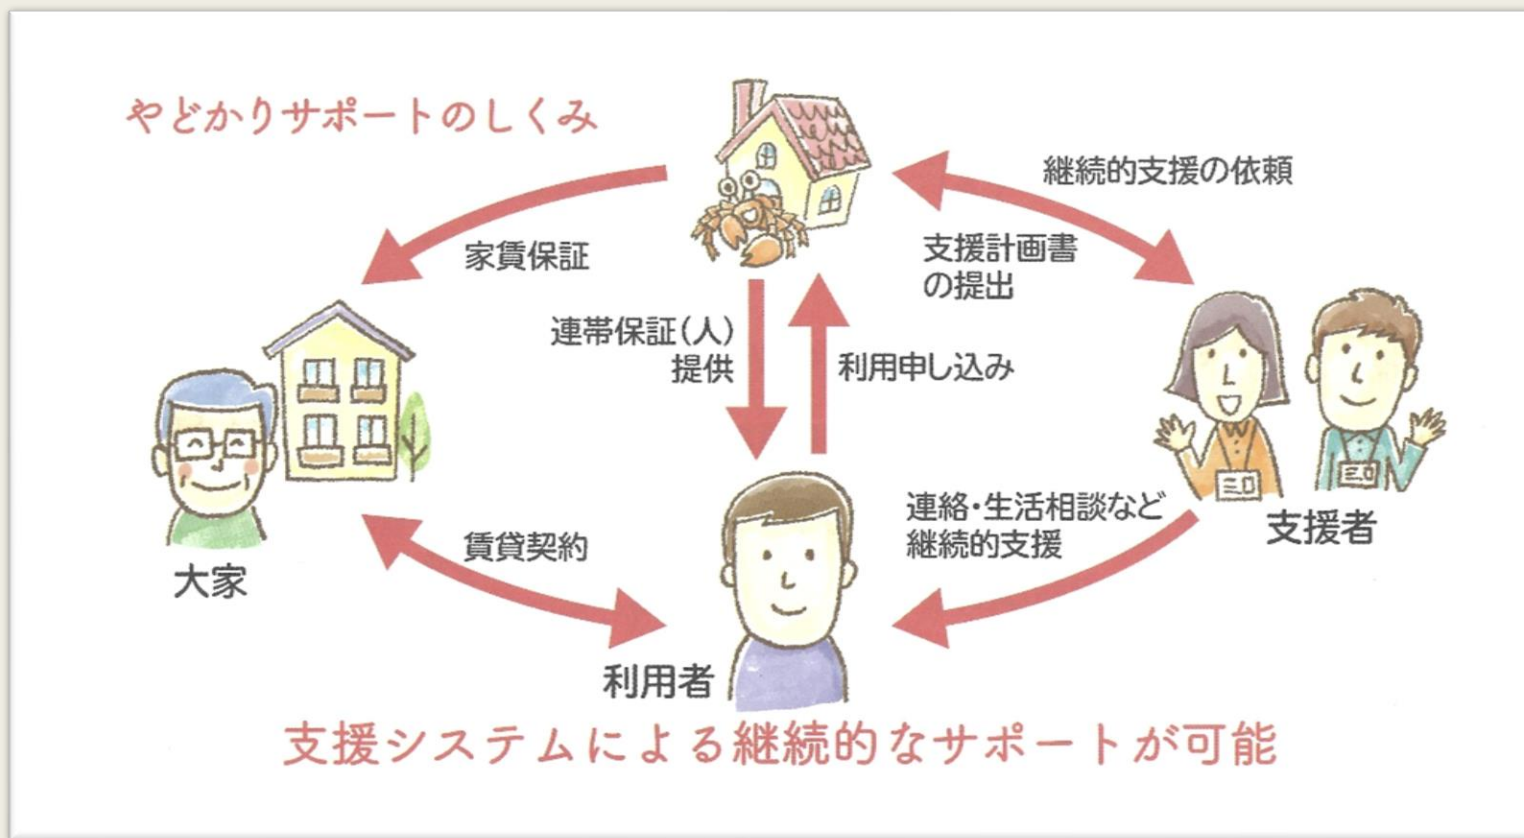 やどかりサポートのしくみ
継続的支援の依頼
家賃保証
支援計画書
の提出
連帯保証(人)
提供
利用申し込み
連絡・生活相談など
継続的支援
賃貸契約
支援者
大家
利用者
支援システムによる継続的なサポートが可能